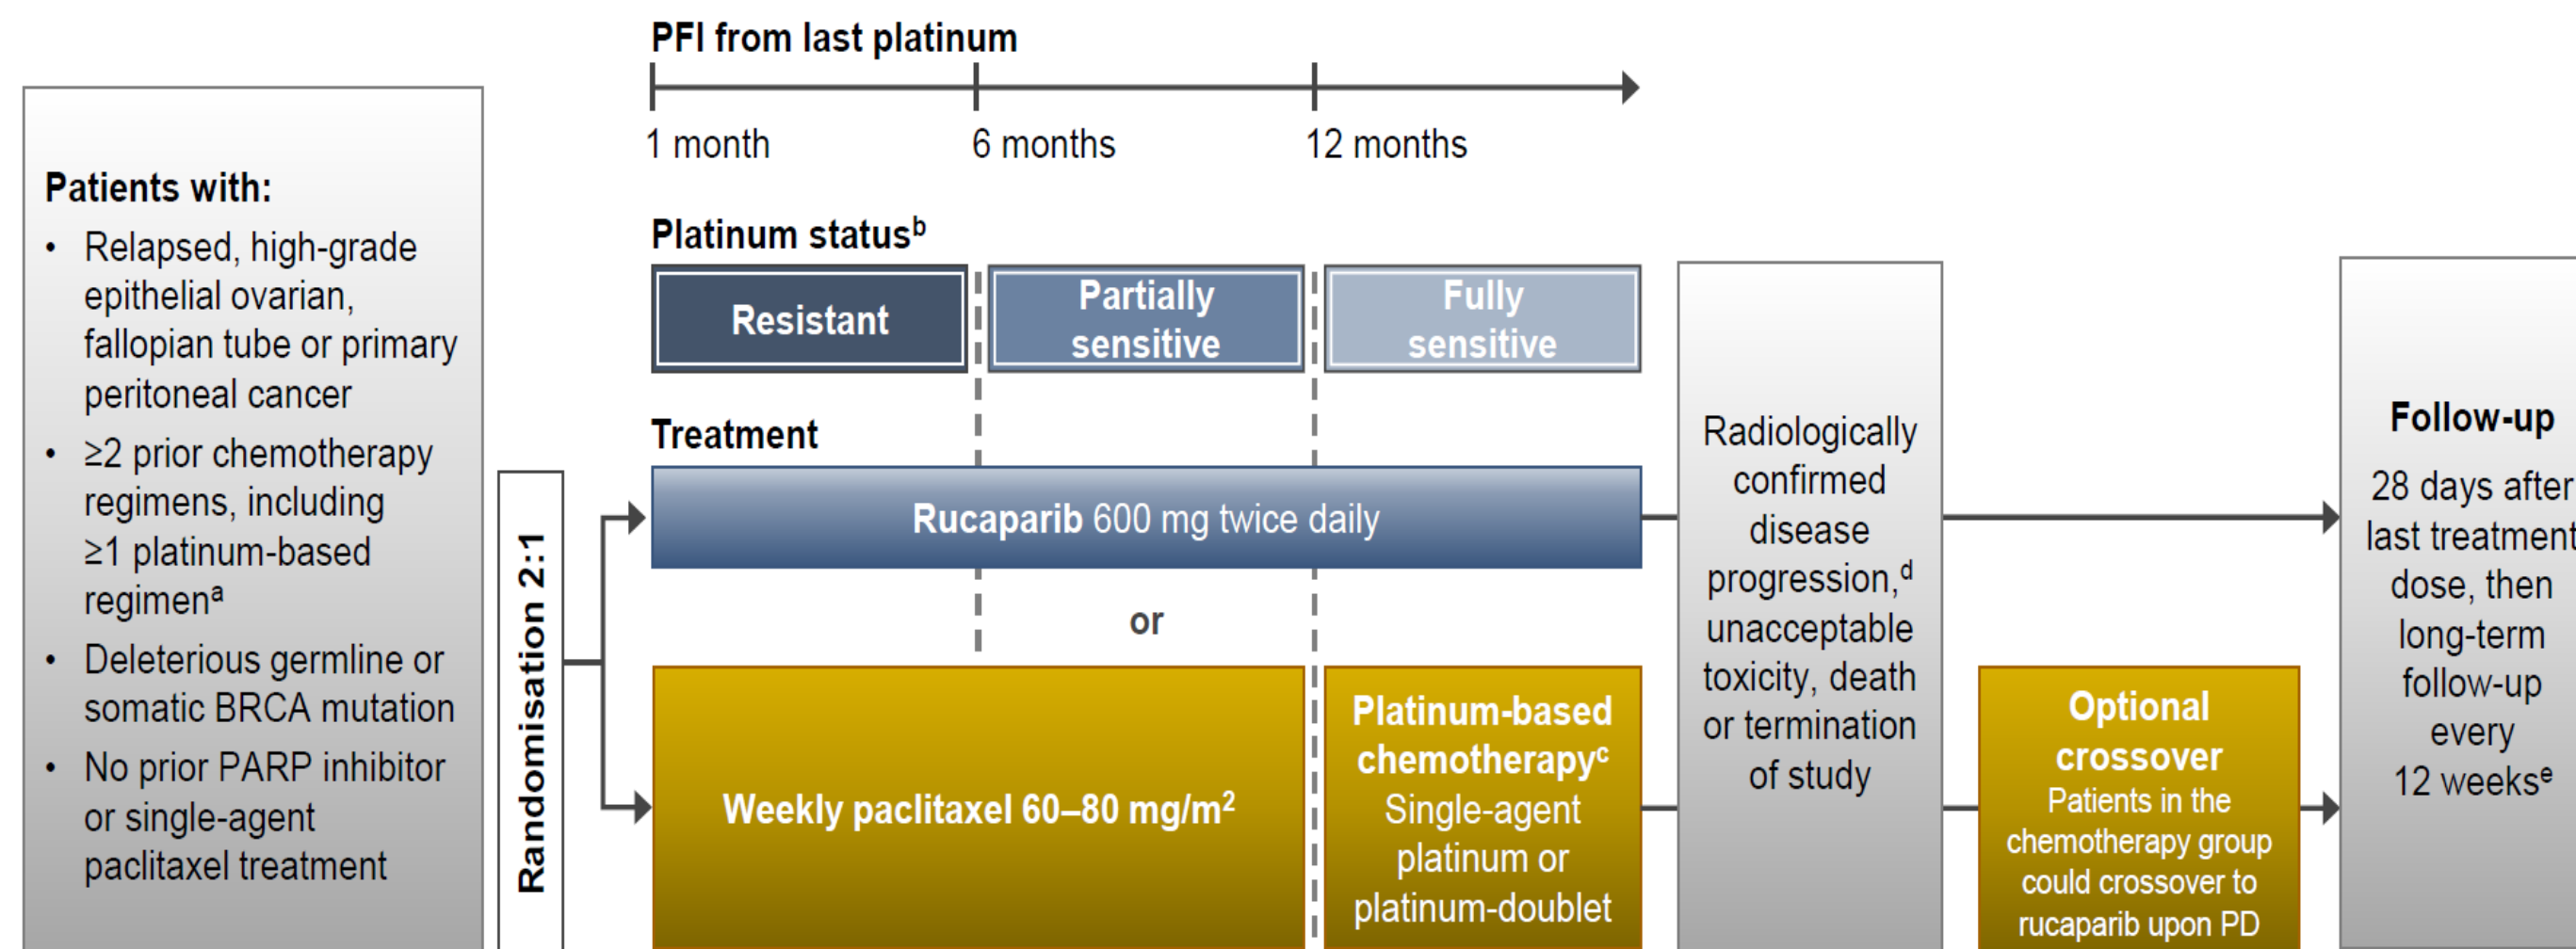 PFI from last platinum
1 month
6 months
12 months
Patients with:
• Relapsed, high-grade
epithelial ovarian,
fallopian tube or primary
peritoneal cancer
• ≥2 prior chemotherapy
regimens, including
≥1 platinum-based
regimenᵃ
• Deleterious germline or
somatic BRCA mutation
• No prior PARP inhibitor
or single-agent
paclitaxel treatment
Randomisation 2:1
Platinum statusᵇ
Resistant
Partially
sensitive
Fully
sensitive
Treatment
Rucaparib 600 mg twice daily
or
Weekly paclitaxel 60–80 mg/m²
Platinum-based
chemotherapyᶜ
Single-agent
platinum or
platinum-doublet
Radiologically
confirmed
disease
progression,ᵈ
unacceptable
toxicity, death
or termination
of study
Optional
crossover
Patients in the
chemotherapy group
could crossover to
rucaparib upon PD
Follow-up
28 days after
last treatment
dose, then
long-term
follow-up
every
12 weeksᵉ